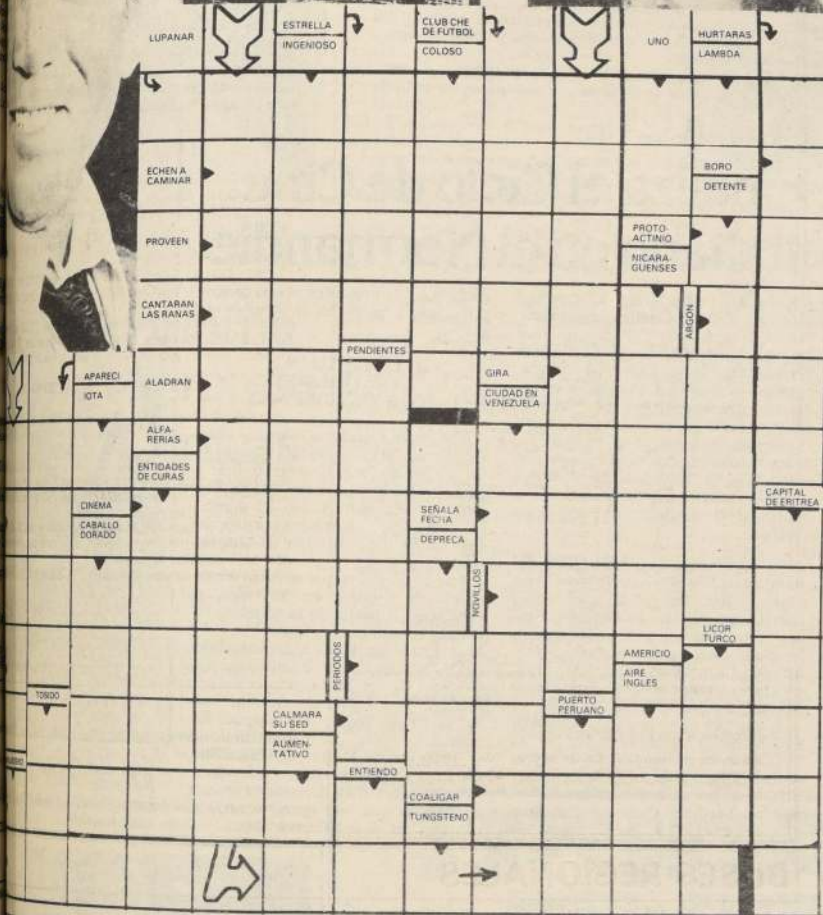 LUPANAR
ESTRELLA
INGENIOSO
CLUB CHE
DE FUTBOL
COLOSO
UNO
HURTARAS
LAMBDA
ECHEN A
CAMINAR
BORO
DETENTE
PROVEEN
PROTO-
ACTINIO
NICARA-
GUENSES
CANTARAN
LAS RANAS
ARGON
PENDIENTES
APARECI
IOTA
ALADRAN
GIRA
CIUDAD EN
VENEZUELA
ALFA-
RERIAS
ENTIDADES
DE CURAS
CINEMA
CABALLO
DORADO
SEÑALA
FECHA
DEPRECA
CAPITAL
DE ERITREA
NOVILLOS
LICOR
TURCO
PERIODOS
AMERICIO
AIRE
INGLES
TOSIDO
CALMARA
SU SED
AUMEN-
TATIVO
PUERTO
PERUANO
ENTIENDO
COALIGAR
TUNGSTENO